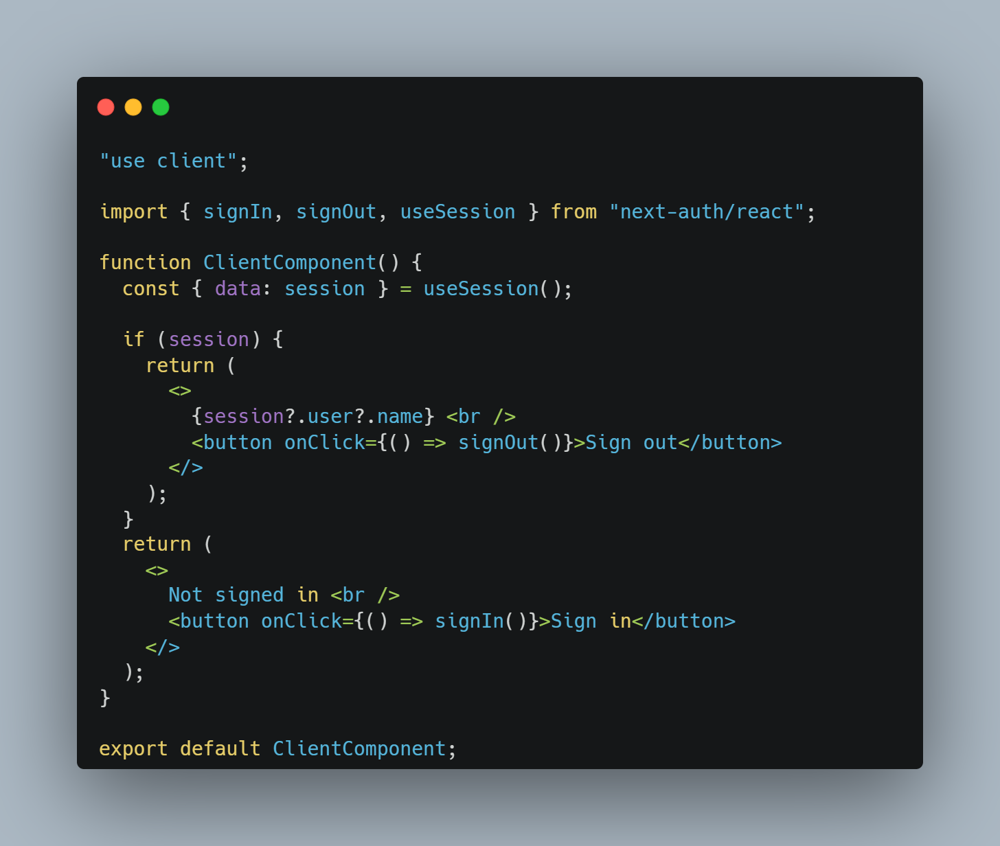 "use client";

import { signIn, signOut, useSession } from "next-auth/react";

function ClientComponent() {
  const { data: session } = useSession();

  if (session) {
    return (
      <>
        {session?.user?.name} <br />
        <button onClick={() => signOut()}>Sign out</button>
      </>
    );
  }
  return (
    <>
      Not signed in <br />
      <button onClick={() => signIn()}>Sign in</button>
    </>
  );
}

export default ClientComponent;